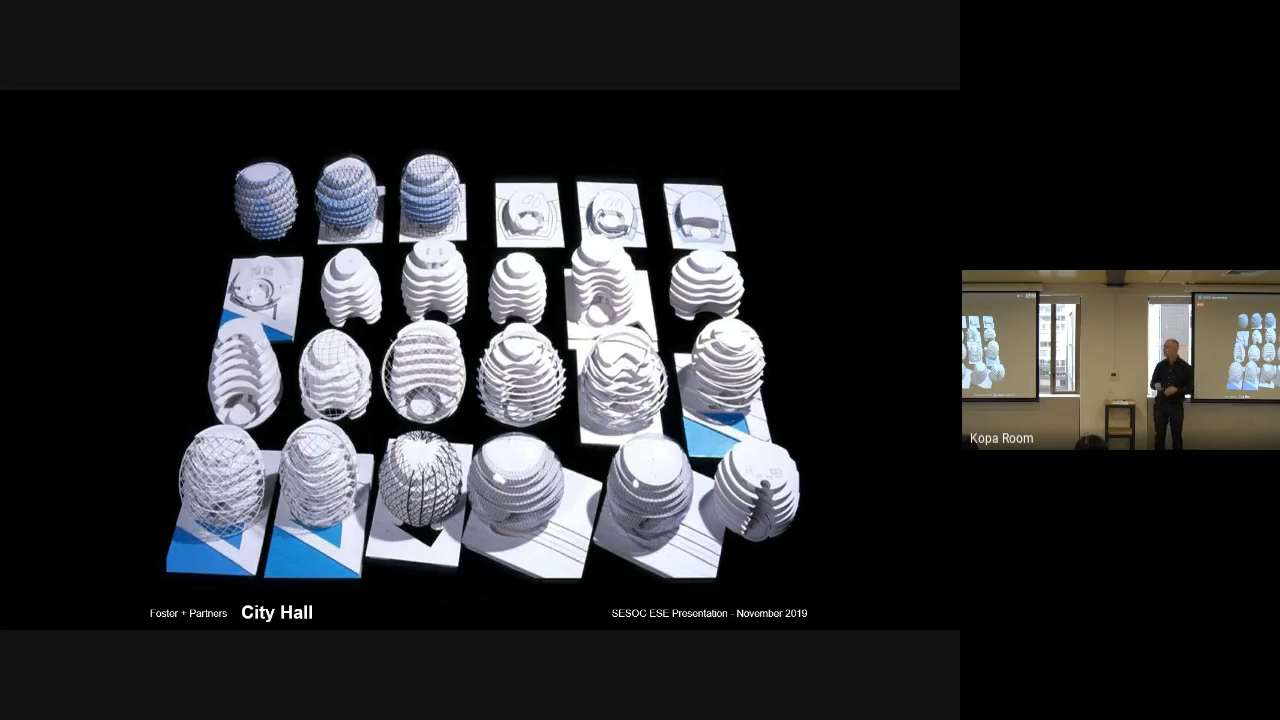 Foster + Partners City Hall SESOC ESE Presentation - November 2019
Kopa Room